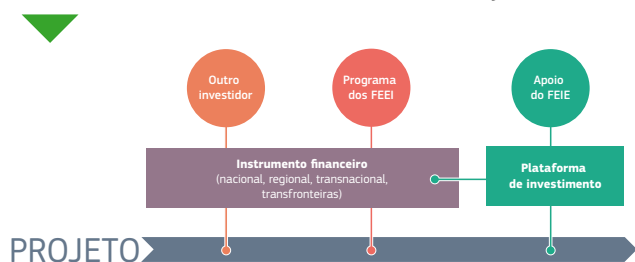 Outro
investidor
Programa
dos FEEI
Apoio
do FEIE
Instrumento financeiro
(nacional, regional, transnacional,
transfronteiras)
Plataforma
de investimento
PROJETO